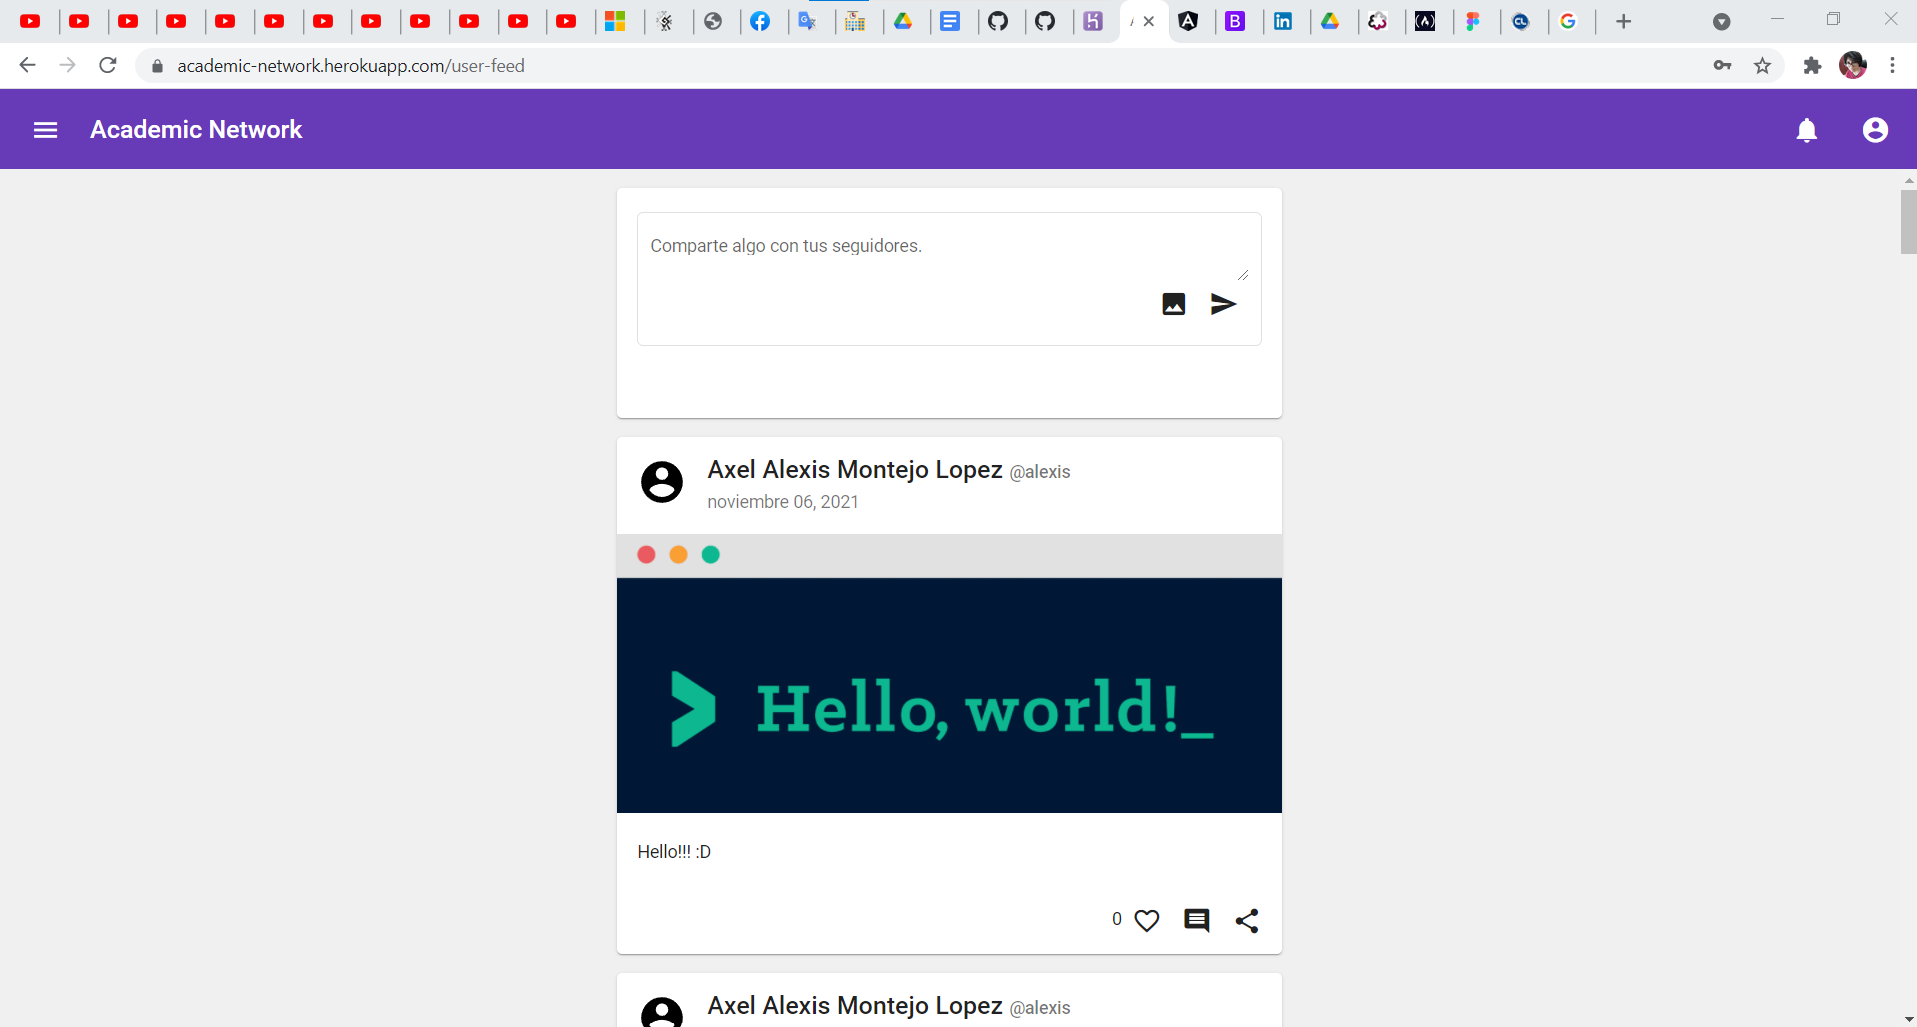 academic-network.herokuapp.com/user-feed
Academic Network
Comparte algo con tus seguidores.
Axel Alexis Montejo Lopez @alexis
noviembre 06, 2021
> Hello, world!_
Hello!!! :D
0
Axel Alexis Montejo Lopez @alexis